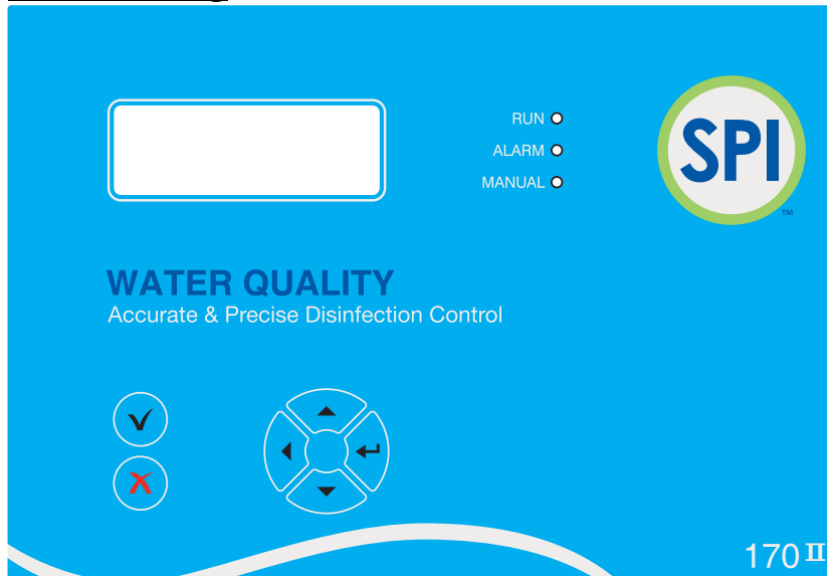 RUN
ALARM
MANUAL
SPI
TM
WATER QUALITY
Accurate & Precise Disinfection Control
170 II